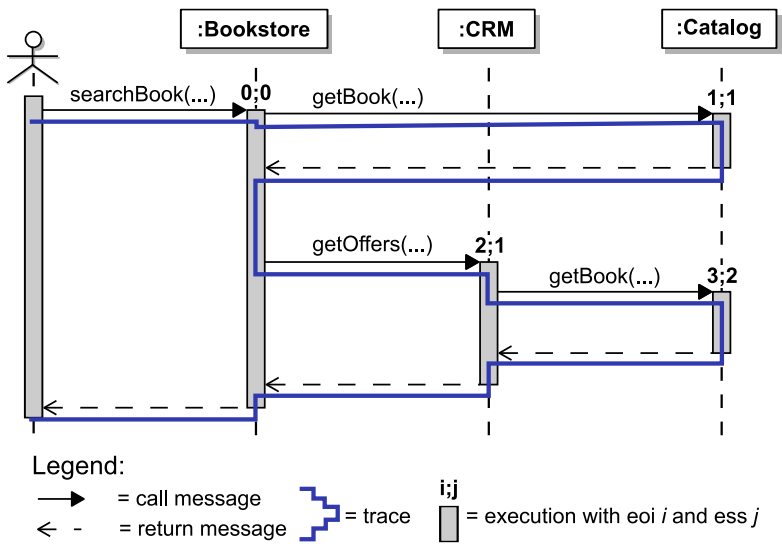 :Bookstore
:CRM
:Catalog
searchBook(...)
0;0
getBook(...)
1;1
getOffers(...)
2;1
getBook(...)
3;2
Legend:
= call message
= return message
= trace
i;j
= execution with eoi i and ess j